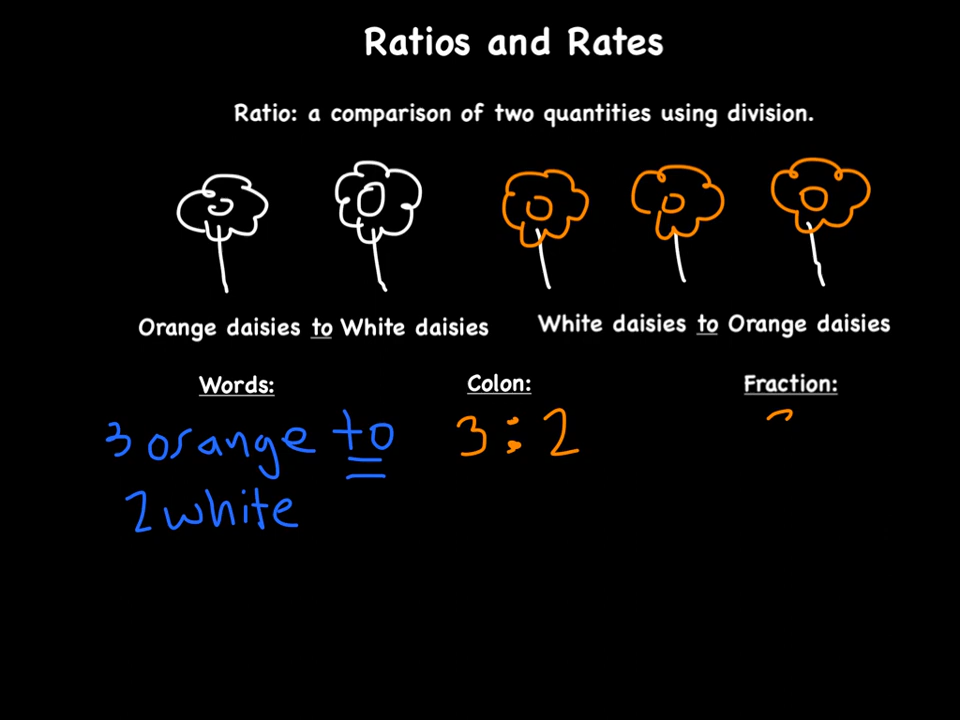 Ratios and Rates
Ratio: a comparison of two quantities using division.
Orange daisies to White daisies
White daisies to Orange daisies
Words:
Colon:
Fraction:
3 orange to
2 white
3 : 2